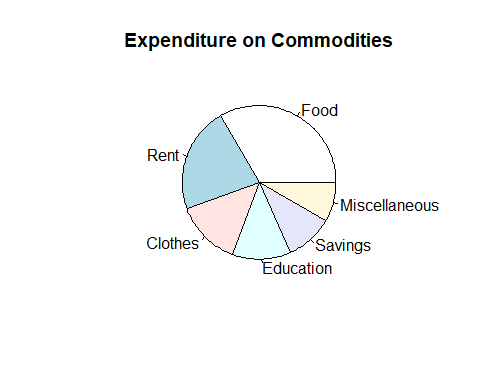 Expenditure on Commodities
Food
Rent
Miscellaneous
Clothes
Savings
Education